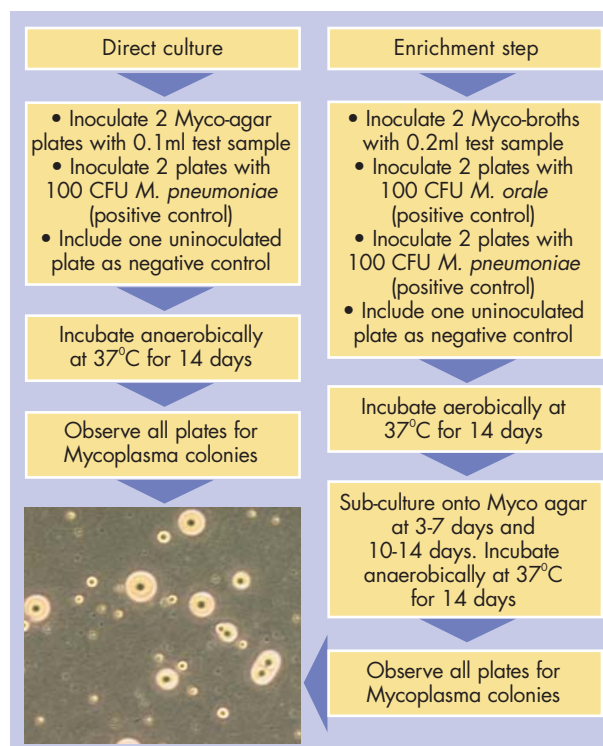 Direct culture
• Inoculate 2 Myco-agar
plates with 0.1ml test sample
• Inoculate 2 plates with
100 CFU M. pneumoniae
(positive control)
• Include one uninoculated
plate as negative control
Incubate anaerobically
at 37⁰C for 14 days
Observe all plates for
Mycoplasma colonies
Enrichment step
• Inoculate 2 Myco-broths
with 0.2ml test sample
• Inoculate 2 plates with
100 CFU M. orale
(positive control)
• Inoculate 2 plates with
100 CFU M. pneumoniae
(positive control)
• Include one uninoculated
plate as negative control
Incubate aerobically at
37⁰C for 14 days
Sub-culture onto Myco agar
at 3-7 days and
10-14 days. Incubate
anaerobically at 37⁰C
for 14 days
Observe all plates for
Mycoplasma colonies